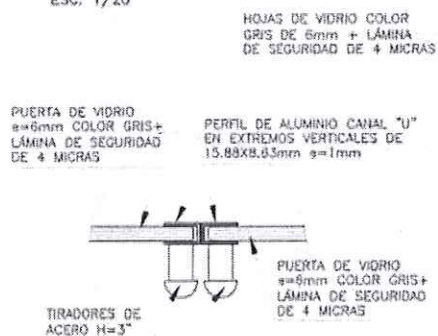 ESC. 1/20
HOJAS DE VIDRIO COLOR
GRIS DE 6mm + LÁMINA
DE SEGURIDAD DE 4 MICRAS
PUERTA DE VIDRIO
e=6mm COLOR GRIS+
LÁMINA DE SEGURIDAD
DE 4 MICRAS
PERFIL DE ALUMINIO CANAL "U"
EN EXTREMOS VERTICALES DE
15.88X8.63mm e=1mm
PUERTA DE VIDRIO
e=6mm COLOR GRIS+
LÁMINA DE SEGURIDAD
DE 4 MICRAS
TIRADORES DE
ACERO H=3"